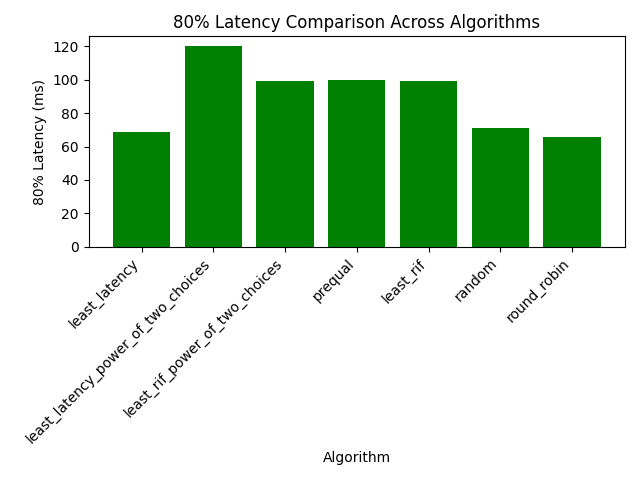 80% Latency Comparison Across Algorithms
80% Latency (ms)
120
100
80
60
40
20
0
least_latency
least_latency_power_of_two_choices
least_rif_power_of_two_choices
prequal
least_rif
random
round_robin
Algorithm